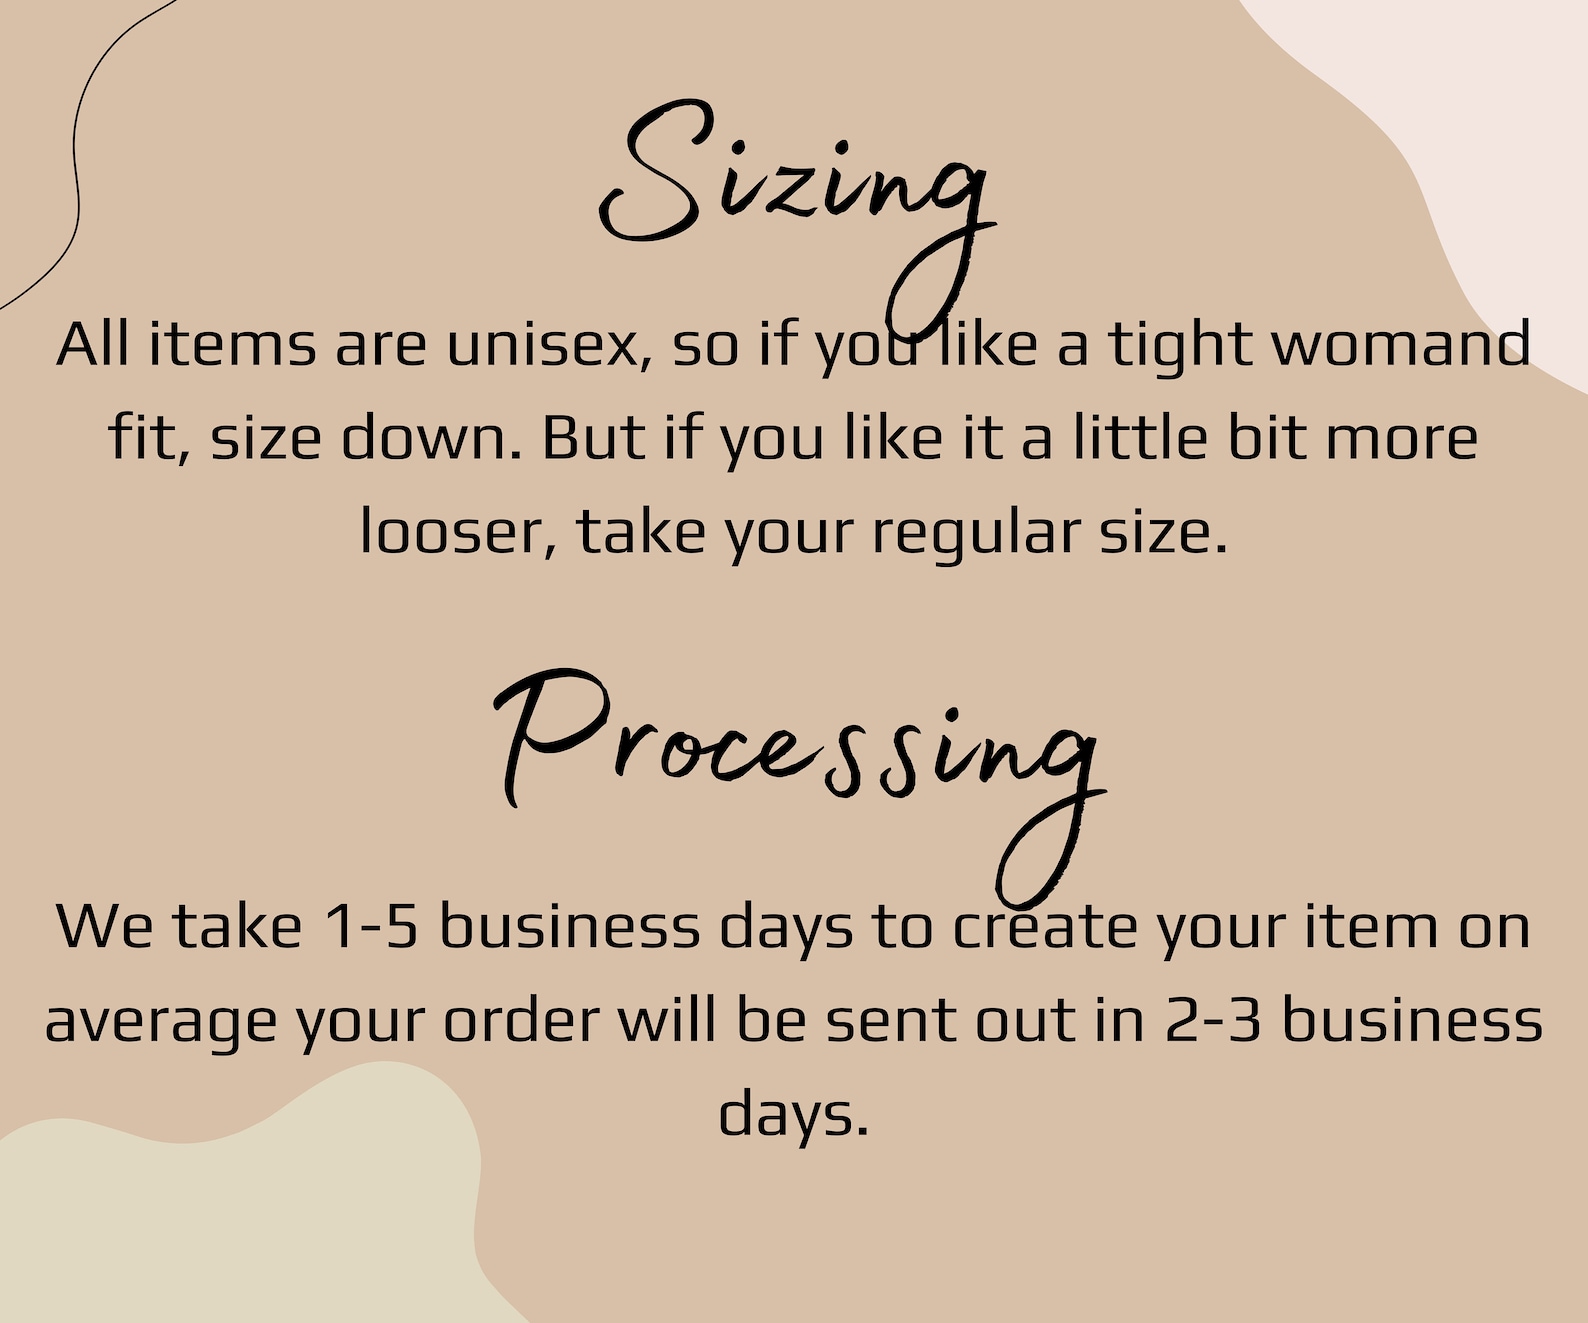 Sizing
All items are unisex, so if you like a tight womand
fit, size down. But if you like it a little bit more
looser, take your regular size.
Processing
We take 1-5 business days to create your item on
average your order will be sent out in 2-3 business
days.